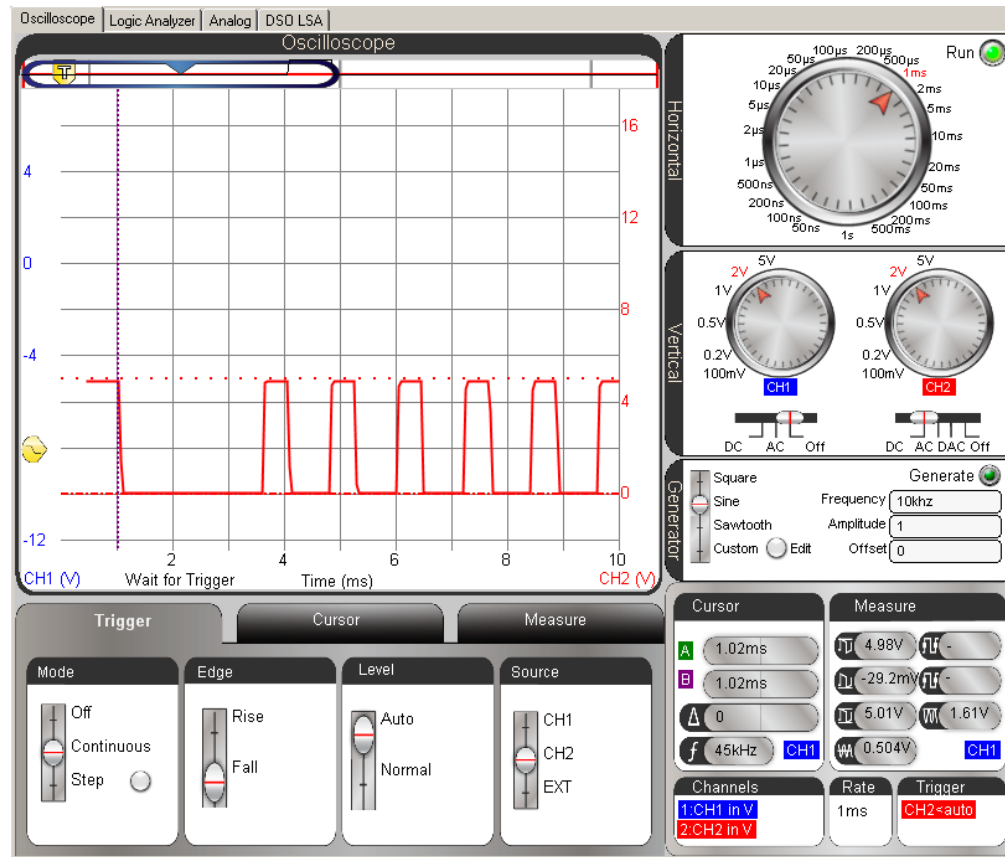 Oscilloscope Logic Analyzer Analog DSO LSA
Oscilloscope
T
4
0
-4
-12
16
12
8
4
0
2 4 6 8 10
CH1 (V) Wait for Trigger Time (ms) CH2 (V)
Horizontal
Run
50ns
100ns
200ns
500ns
1µs
2µs
5µs
10µs
20µs
50µs
100µs
200µs
500µs
1ms
2ms
5ms
10ms
20ms
50ms
100ms
200ms
500ms
1s
Vertical
5V
2V
1V
0.5V
0.2V
100mV
CH1
DC AC Off
5V
2V
1V
0.5V
0.2V
100mV
CH2
DC AC DAC Off
Generator
Square
Sine
Sawtooth
Custom Edit
Generate
Frequency 10khz
Amplitude 1
Offset 0
Trigger Cursor Measure
Mode
Off
Continuous
Step
Edge
Rise
Fall
Level
Auto
Normal
Source
CH1
CH2
EXT
Cursor
A 1.02ms
B 1.02ms
Δ 0
f 45kHz CH1
Measure
4.98V -
-29.2mV -
5.01V 1.61V
0.504V CH1
Channels
1:CH1 in V
2:CH2 in V
Rate
1ms
Trigger
CH2<auto